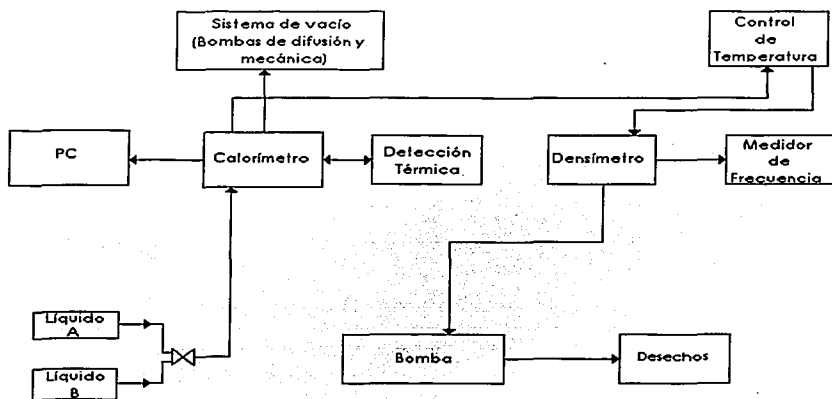 Sistema de vacío
(Bombas de difusión y
mecánica)
Control
de
Temperatura
PC
Calorímetro
Detección
Térmica
Densímetro
Medidor
de
Frecuencia
Líquido
A
Líquido
B
Bomba
Desechos